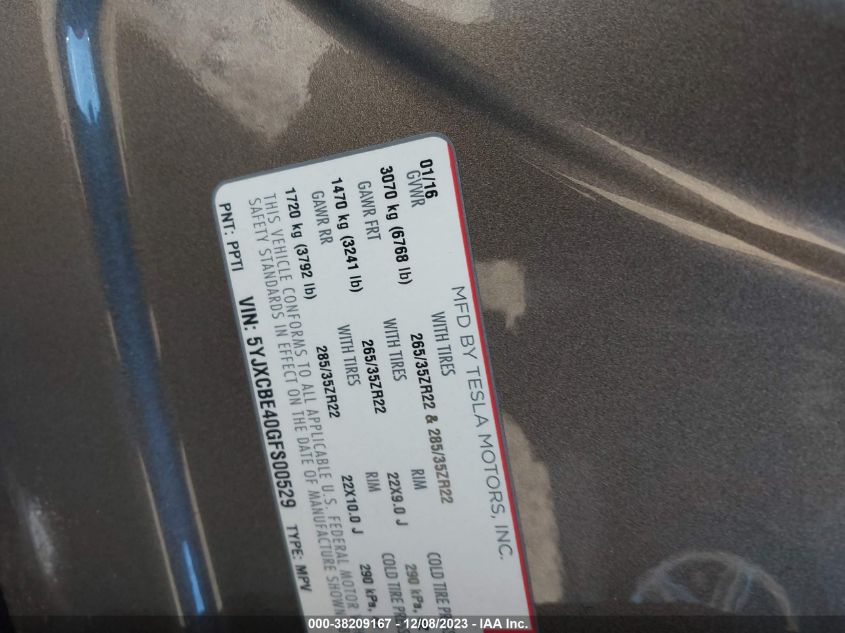 MFD BY TESLA MOTORS, INC.
01/16
GVWR WITH TIRES RIM COLD TIRE
3070 kg (6768 lb) 265/35ZR22 & 285/35ZR22
GAWR FRT WITH TIRES RIM COLD TIRE
1470 kg (3241 lb) 265/35ZR22 22X9.0 J 290 kPa,
GAWR RR WITH TIRES RIM
1720 kg (3792 lb) 285/35ZR22 22X10.0 J 290 kPa,
THIS VEHICLE CONFORMS TO ALL APPLICABLE U.S. FEDERAL MOTOR
SAFETY STANDARDS IN EFFECT ON THE DATE OF MANUFACTURE SHOWN
PNT: PPTI VIN: 5YJXCBE40GFS00529 TYPE: MPV
000-38209167 - 12/08/2023 - IAA Inc.